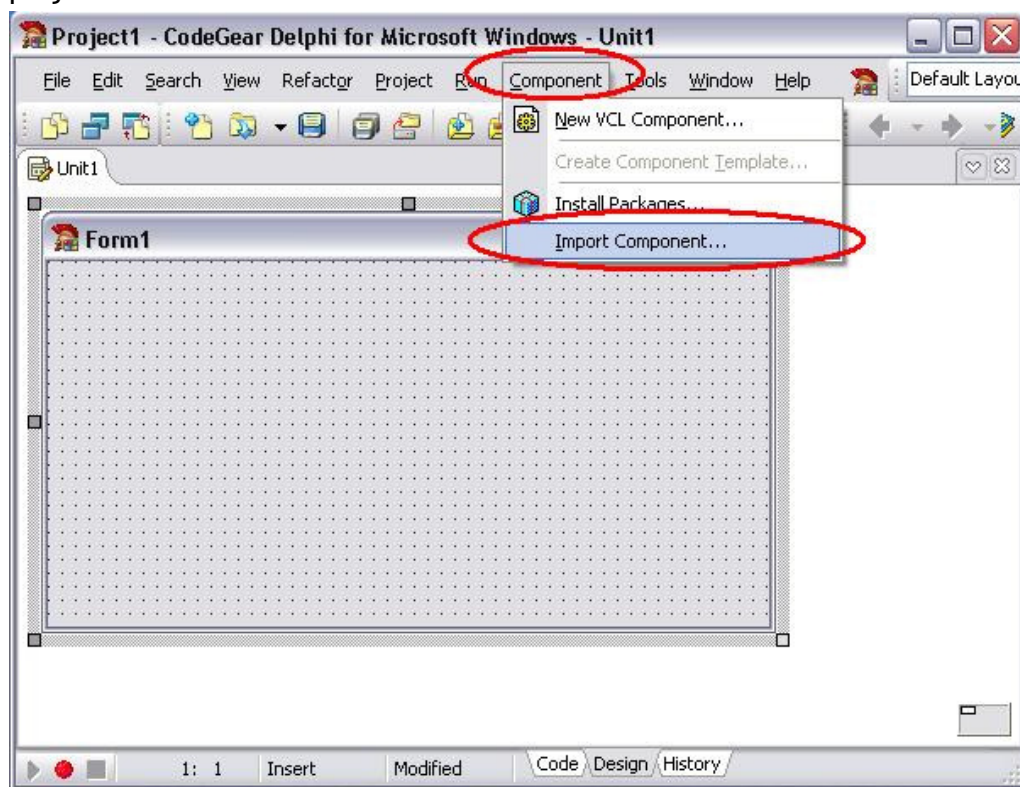 Project1 - CodeGear Delphi for Microsoft Windows - Unit1
File Edit Search View Refactor Project Run Component Tools Window Help Default Layou
New VCL Component...
Unit1
Create Component Template...
Install Packages...
Form1
Import Component...
1: 1 Insert Modified Code Design History